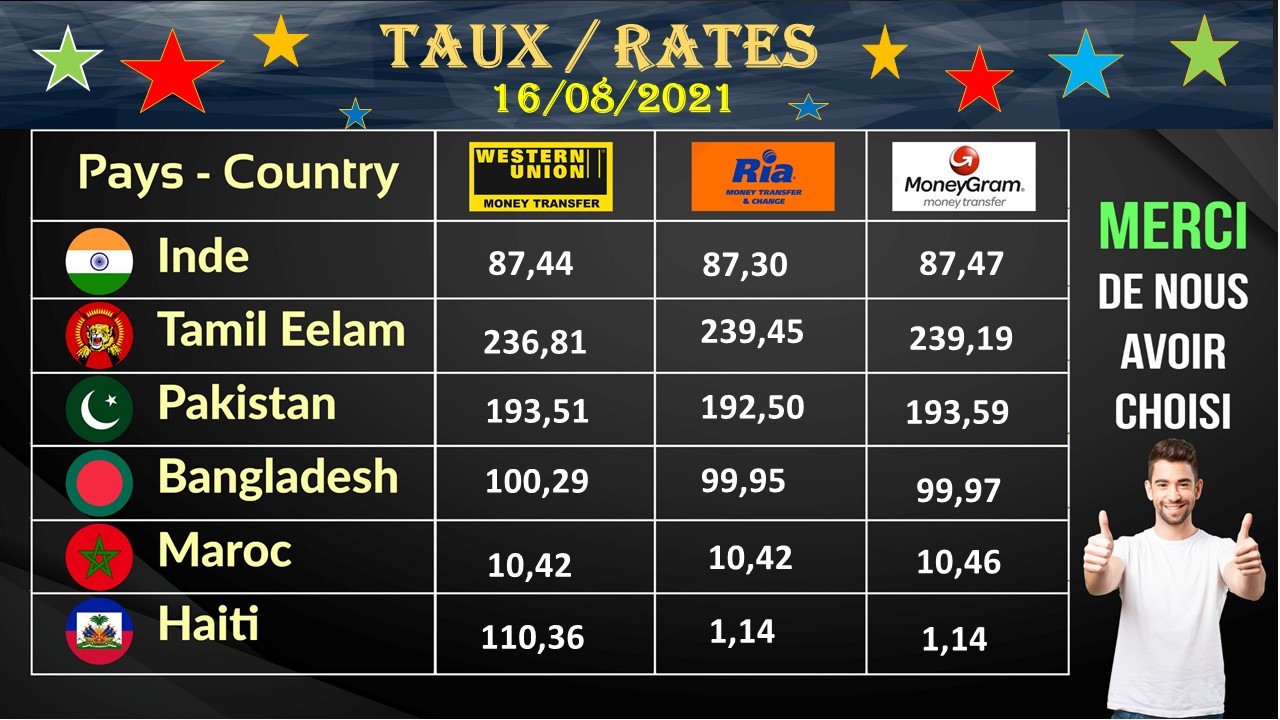 TAUX / RATES
16/08/2021
Pays - Country
WESTERN
UNION
MONEY TRANSFER
Ria
MONEY TRANSFER
& CHANGE
MoneyGram®
money transfer
Inde 87,44 87,30 87,47
Tamil Eelam 236,81 239,45 239,19
Pakistan 193,51 192,50 193,59
Bangladesh 100,29 99,95 99,97
Maroc 10,42 10,42 10,46
Haiti 110,36 1,14 1,14
MERCI
DE NOUS
AVOIR
CHOISI